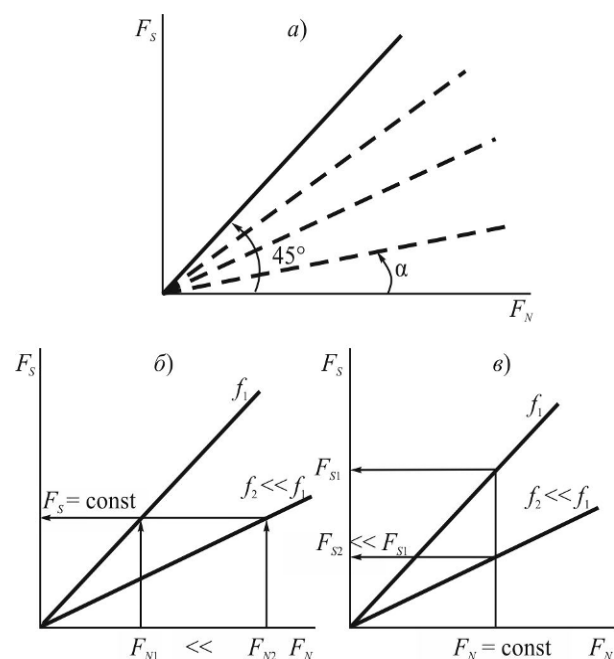 F_S
а)
45°
α
F_N
F_S
б)
f_1
F_S = const
f_2 << f_1
F_N1 << F_N2 F_N
F_S
в)
f_1
F_S1
f_2 << f_1
F_S2 << F_S1
F_N = const F_N